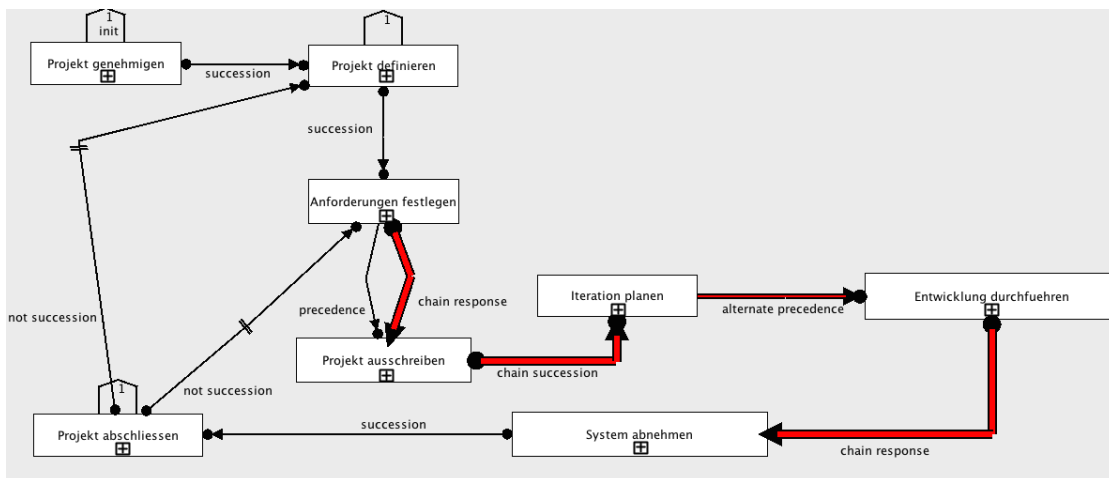 1
init
Projekt genehmigen
succession
1
Projekt definieren
succession
Anforderungen festlegen
precedence
chain response
Iteration planen
alternate precedence
Entwicklung durchfuehren
not succession
Projekt ausschreiben
chain succession
not succession
1
Projekt abschliessen
succession
System abnehmen
chain response